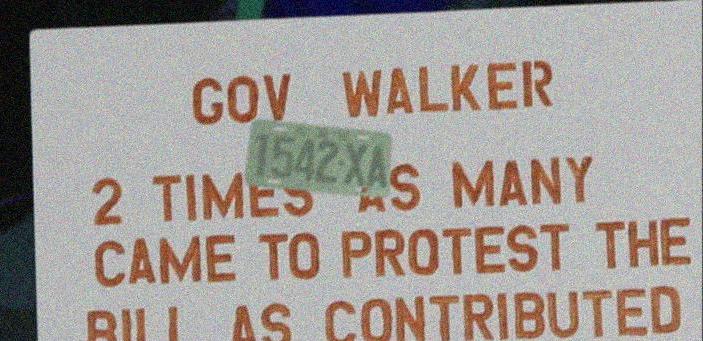 GOV WALKER
1542·XA
2 TIMES AS MANY
CAME TO PROTEST THE
BILL AS CONTRIBUTED